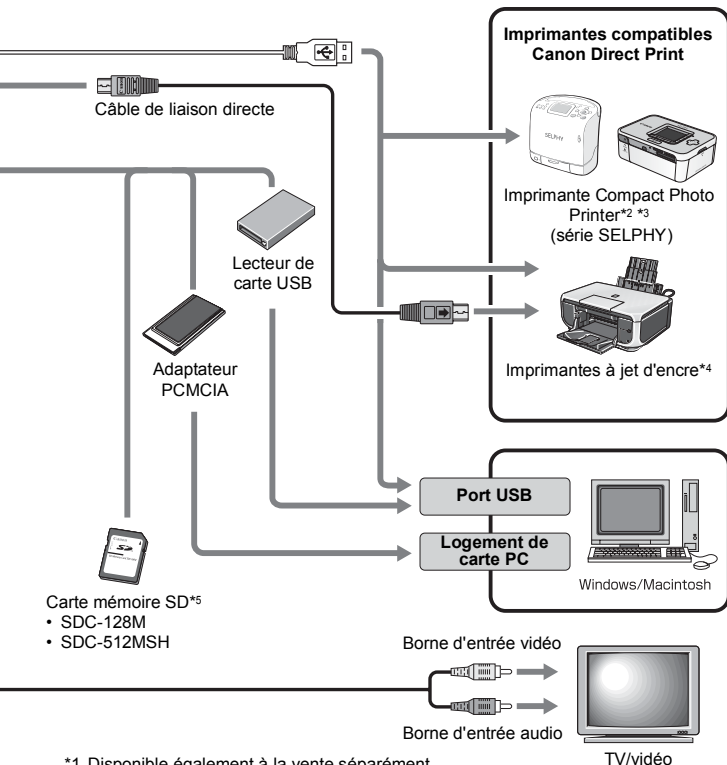 Imprimantes compatibles
Canon Direct Print
Câble de liaison directe
SELPHY
Imprimante Compact Photo
Printer*2 *3
(série SELPHY)
Lecteur de
carte USB
Adaptateur
PCMCIA
Imprimantes à jet d'encre*4
Port USB
Logement de
carte PC
Windows/Macintosh
Canon
SD
Carte mémoire SD*5
• SDC-128M
• SDC-512MSH
Borne d'entrée vidéo
Borne d'entrée audio
TV/vidéo
*1 Disponible également à la vente séparément